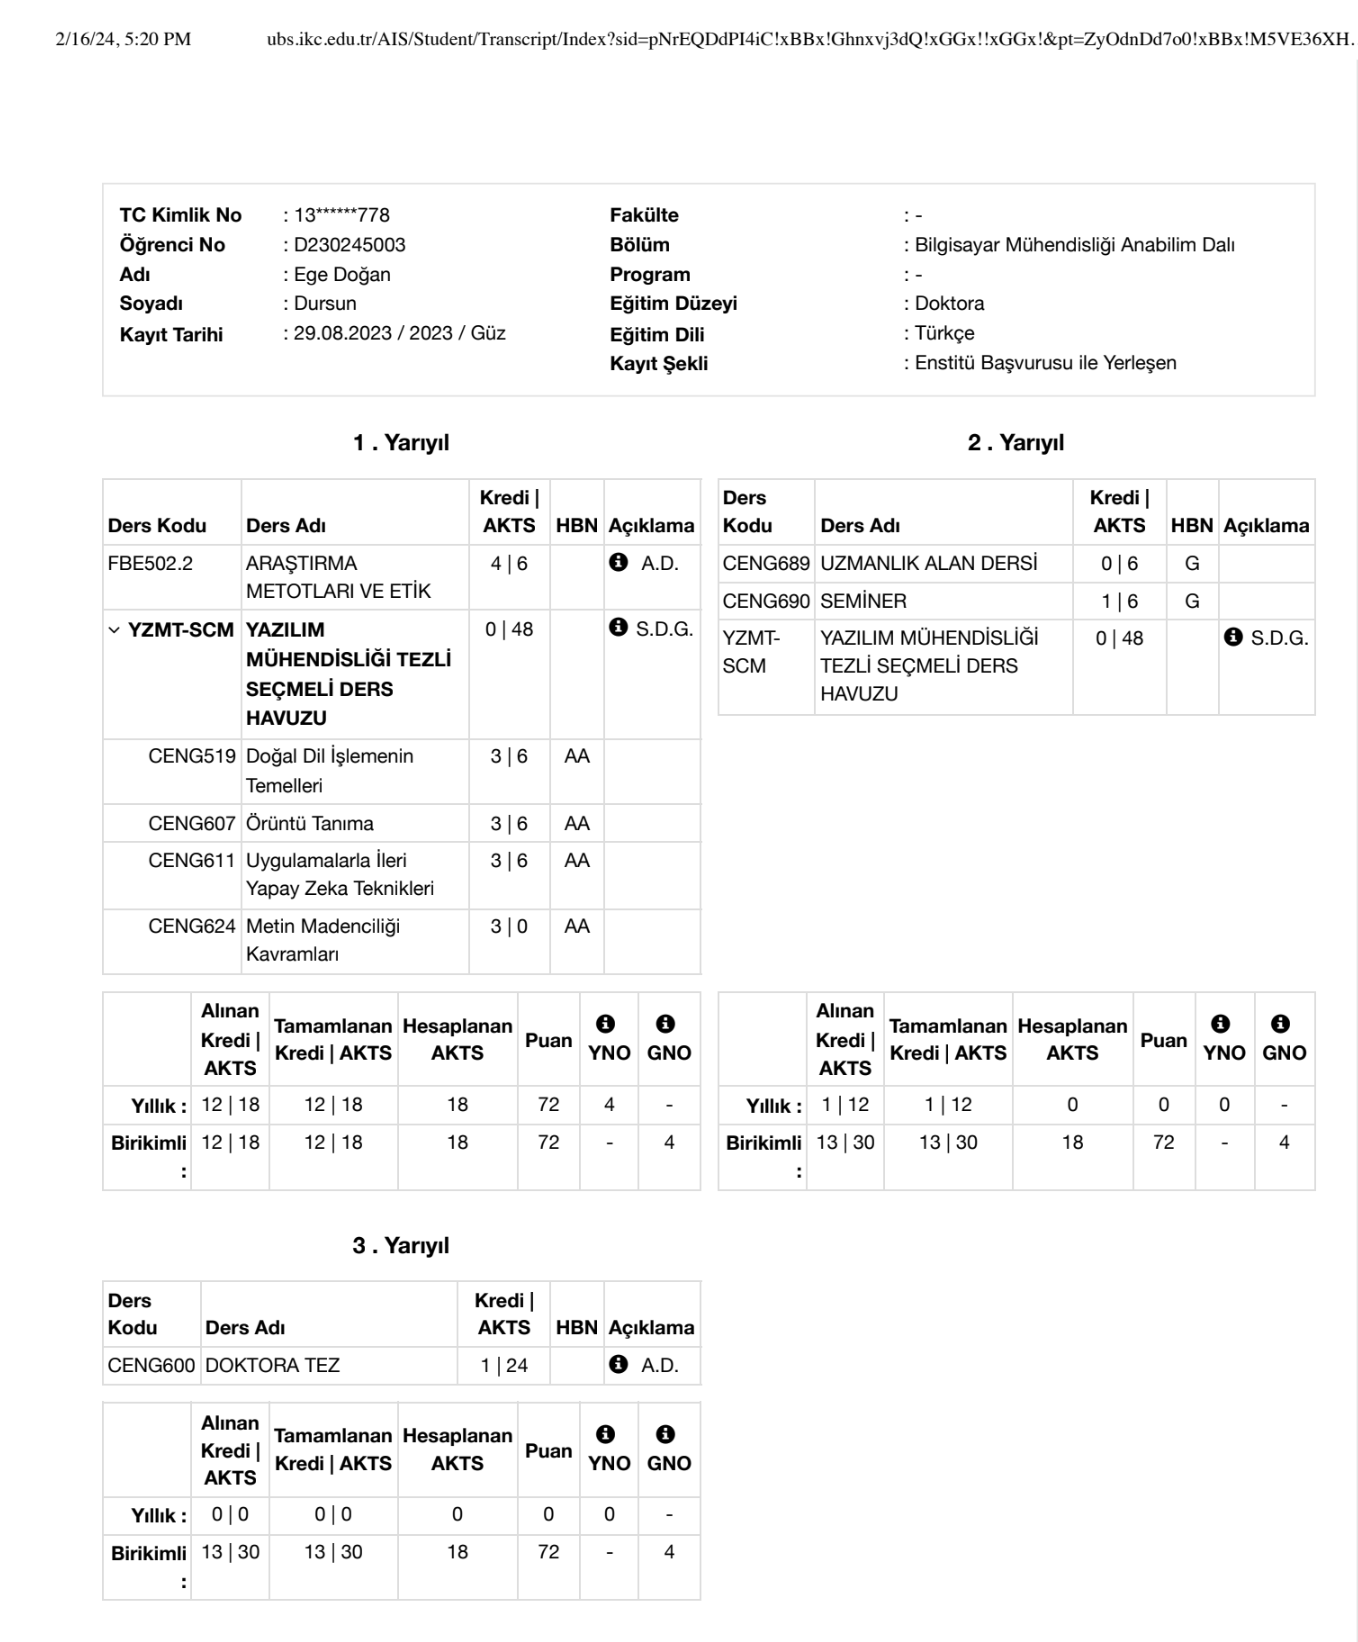 2/16/24, 5:20 PM ubs.ikc.edu.tr/AIS/Student/Transcript/Index?sid=pNrEQDdPI4iC!xBBx!Ghnxvj3dQ!xGGx!!xGGx!&pt=ZyOdnDd7o0!xBBx!M5VE36XH.
TC Kimlik No : 13******778
Öğrenci No : D230245003
Adı : Ege Doğan
Soyadı : Dursun
Kayıt Tarihi : 29.08.2023 / 2023 / Güz
Fakülte : -
Bölüm : Bilgisayar Mühendisliği Anabilim Dalı
Program : -
Eğitim Düzeyi : Doktora
Eğitim Dili : Türkçe
Kayıt Şekli : Enstitü Başvurusu ile Yerleşen
1 . Yarıyıl
Kredi |
Ders Kodu Ders Adı AKTS HBN Açıklama
FBE502.2 ARAŞTIRMA 4 | 6 A.D.
METOTLARI VE ETİK
YZMT-SCM YAZILIM 0 | 48 S.D.G.
MÜHENDİSLİĞİ TEZLİ
SEÇMELİ DERS
HAVUZU
CENG519 Doğal Dil İşlemenin 3 | 6 AA
Temelleri
CENG607 Örüntü Tanıma 3 | 6 AA
CENG611 Uygulamalarla İleri 3 | 6 AA
Yapay Zeka Teknikleri
CENG624 Metin Madenciliği 3 | 0 AA
Kavramları
Alınan
Kredi | Tamamlanan Hesaplanan Puan
AKTS Kredi | AKTS AKTS YNO GNO
Yıllık : 12 | 18 12 | 18 18 72 4 -
Birikimli 12 | 18 12 | 18 18 72 - 4
:
2 . Yarıyıl
Ders Kredi |
Kodu Ders Adı AKTS HBN Açıklama
CENG689 UZMANLIK ALAN DERSİ 0 | 6 G
CENG690 SEMİNER 1 | 6 G
YZMT- YAZILIM MÜHENDİSLİĞİ 0 | 48 S.D.G.
SCM TEZLİ SEÇMELİ DERS
HAVUZU
Alınan
Kredi | Tamamlanan Hesaplanan Puan
AKTS Kredi | AKTS AKTS YNO GNO
Yıllık : 1 | 12 1 | 12 0 0 0 -
Birikimli 13 | 30 13 | 30 18 72 - 4
:
3 . Yarıyıl
Ders Kredi |
Kodu Ders Adı AKTS HBN Açıklama
CENG600 DOKTORA TEZ 1 | 24 A.D.
Alınan
Kredi | Tamamlanan Hesaplanan Puan
AKTS Kredi | AKTS AKTS YNO GNO
Yıllık : 0 | 0 0 | 0 0 0 0 -
Birikimli 13 | 30 13 | 30 18 72 - 4
: